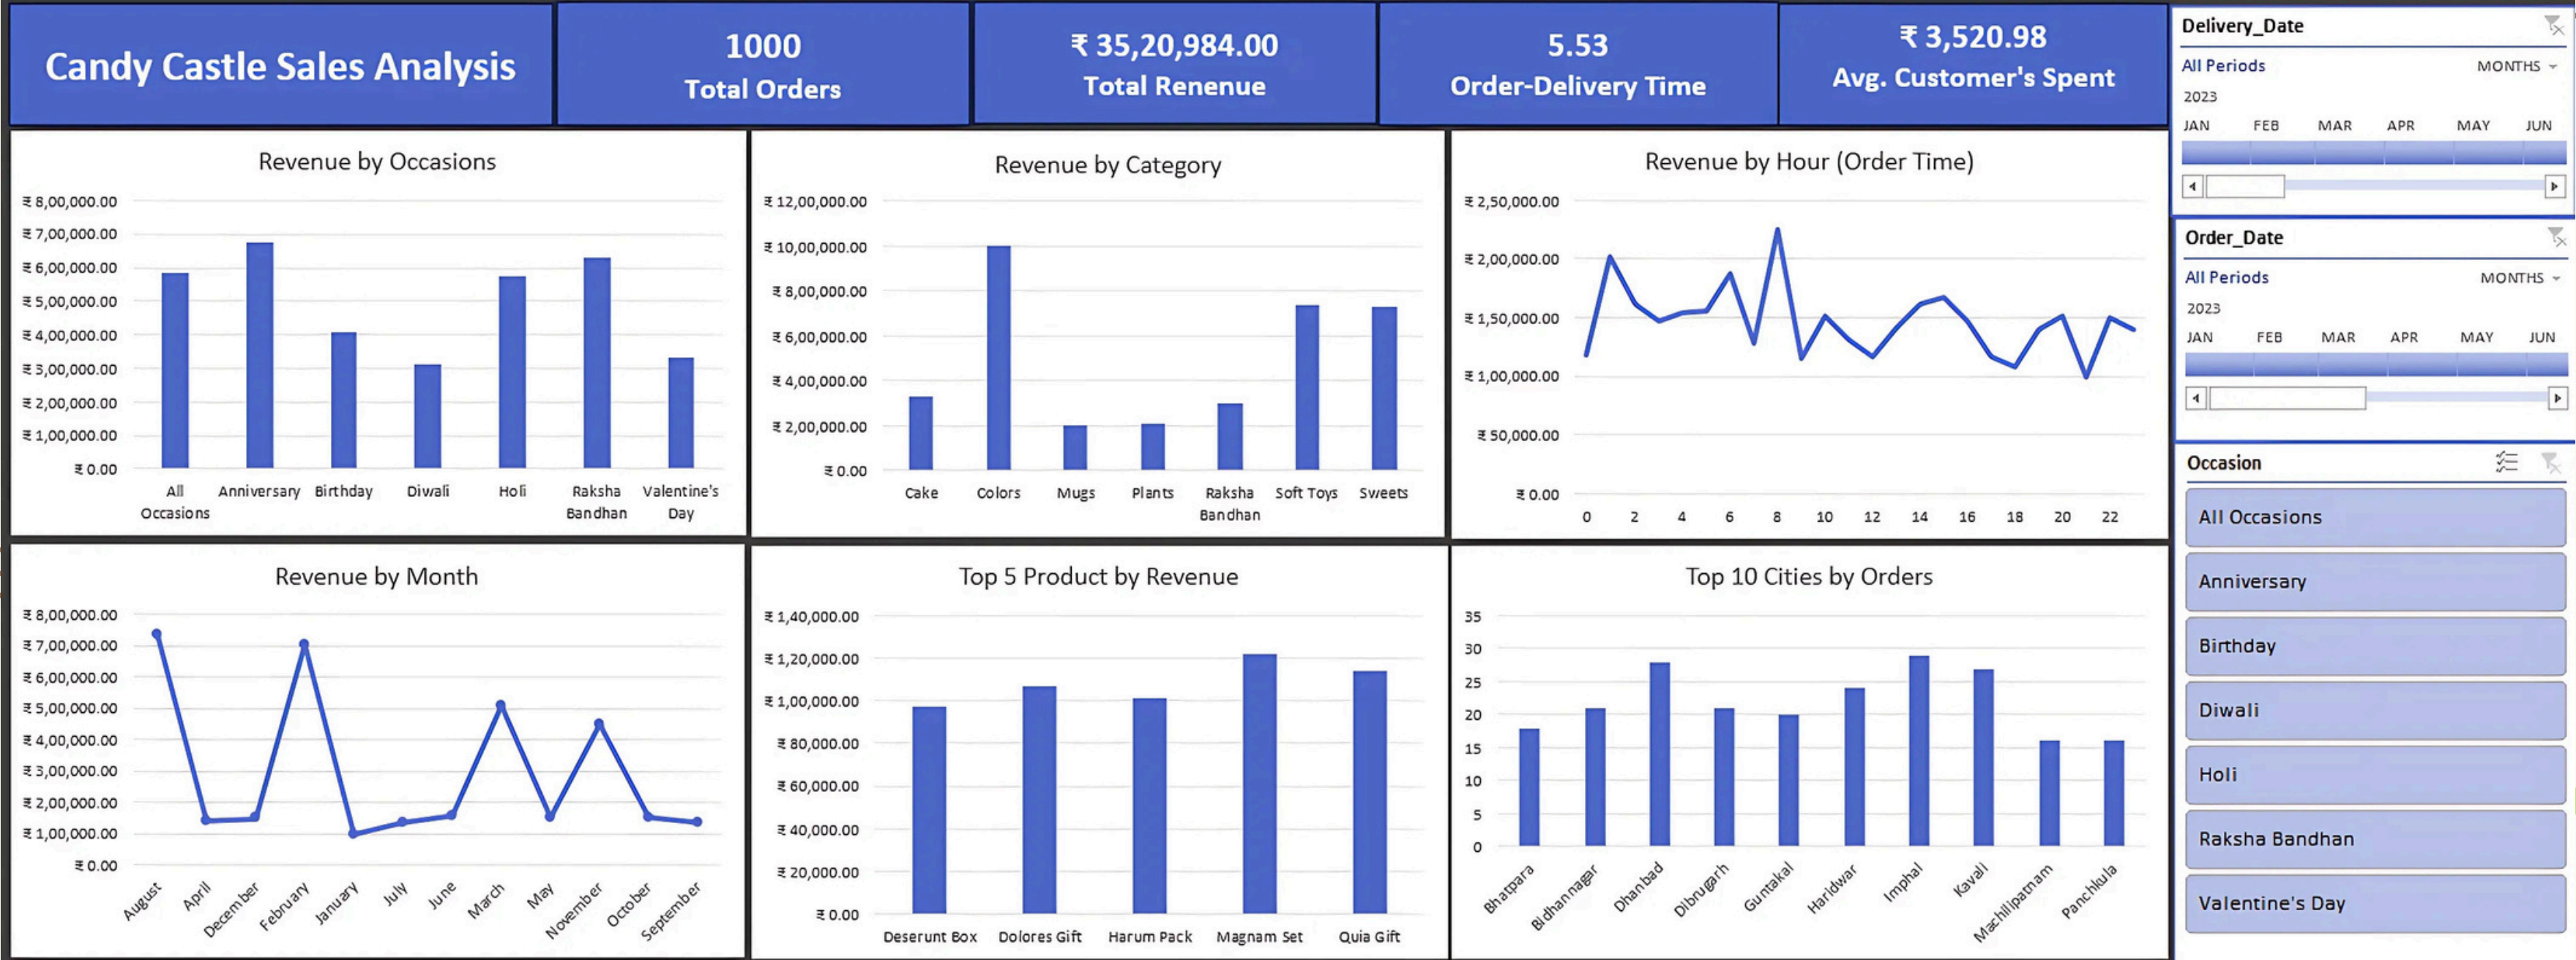 Candy Castle Sales Analysis
1000
Total Orders
₹ 35,20,984.00
Total Renenue
5.53
Order-Delivery Time
₹ 3,520.98
Avg. Customer's Spent
Revenue by Occasions
₹ 8,00,000.00
₹ 7,00,000.00
₹ 6,00,000.00
₹ 5,00,000.00
₹ 4,00,000.00
₹ 3,00,000.00
₹ 2,00,000.00
₹ 1,00,000.00
₹ 0.00
All Occasions
Anniversary
Birthday
Diwali
Holi
Raksha Bandhan
Valentine's Day
Revenue by Category
₹ 12,00,000.00
₹ 10,00,000.00
₹ 8,00,000.00
₹ 6,00,000.00
₹ 4,00,000.00
₹ 2,00,000.00
₹ 0.00
Cake
Colors
Mugs
Plants
Raksha Bandhan
Soft Toys
Sweets
Revenue by Hour (Order Time)
₹ 2,50,000.00
₹ 2,00,000.00
₹ 1,50,000.00
₹ 1,00,000.00
₹ 50,000.00
₹ 0.00
0 2 4 6 8 10 12 14 16 18 20 22
Revenue by Month
₹ 8,00,000.00
₹ 7,00,000.00
₹ 6,00,000.00
₹ 5,00,000.00
₹ 4,00,000.00
₹ 3,00,000.00
₹ 2,00,000.00
₹ 1,00,000.00
₹ 0.00
August
April
December
February
January
July
June
March
May
November
October
September
Top 5 Product by Revenue
₹ 1,40,000.00
₹ 1,20,000.00
₹ 1,00,000.00
₹ 80,000.00
₹ 60,000.00
₹ 40,000.00
₹ 20,000.00
₹ 0.00
Deserunt Box
Dolores Gift
Harum Pack
Magnam Set
Quia Gift
Top 10 Cities by Orders
35
30
25
20
15
10
5
0
Bhatpara
Bidhannagar
Dhanbad
Dibrugarh
Guntakal
Haridwar
Imphal
Kavali
Machilipatnam
Panchkula
Delivery_Date
All Periods
MONTHS
2023
JAN FEB MAR APR MAY JUN
Order_Date
All Periods
MONTHS
2023
JAN FEB MAR APR MAY JUN
Occasion
All Occasions
Anniversary
Birthday
Diwali
Holi
Raksha Bandhan
Valentine's Day